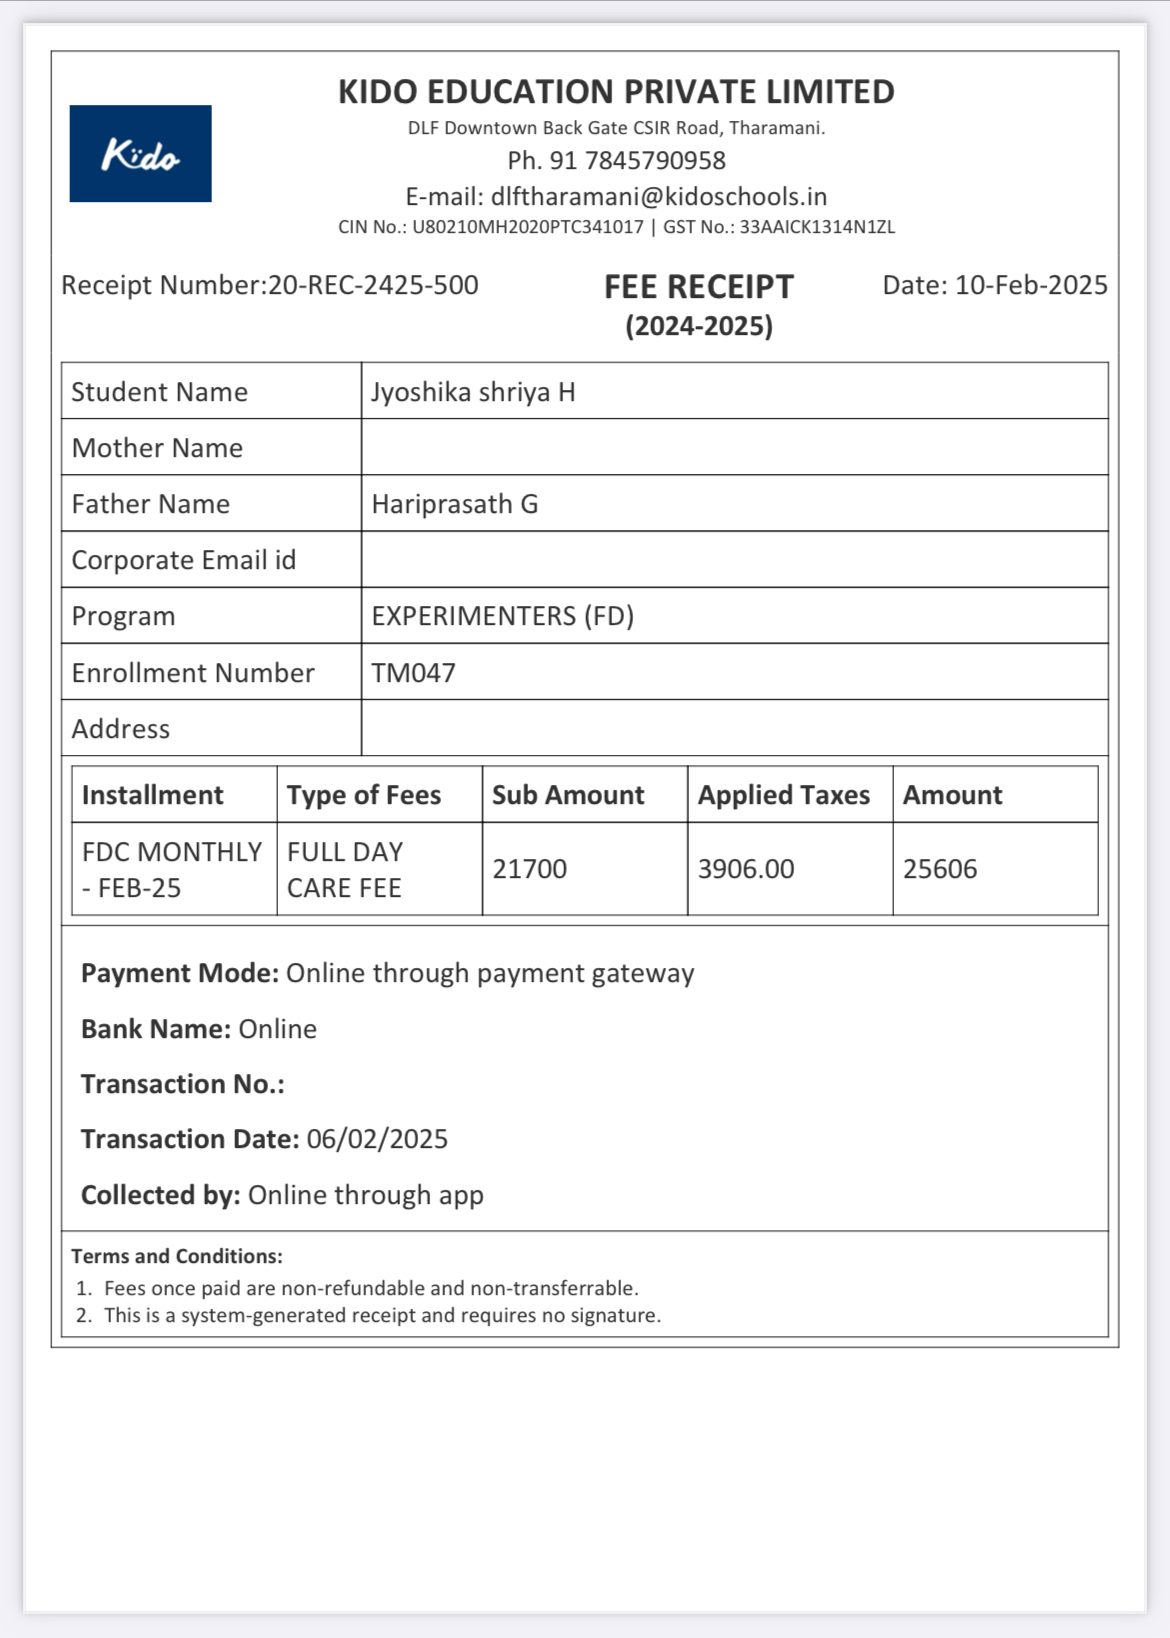 Kido
KIDO EDUCATION PRIVATE LIMITED
DLF Downtown Back Gate CSIR Road, Tharamani.
Ph. 91 7845790958
E-mail: dlftharamani@kidoschools.in
CIN No.: U80210MH2020PTC341017 | GST No.: 33AAICK1314N1ZL
Receipt Number:20-REC-2425-500 FEE RECEIPT Date: 10-Feb-2025
(2024-2025)
Student Name Jyoshika shriya H
Mother Name
Father Name Hariprasath G
Corporate Email id
Program EXPERIMENTERS (FD)
Enrollment Number TM047
Address
Installment Type of Fees Sub Amount Applied Taxes Amount
FDC MONTHLY FULL DAY
21700 3906.00 25606
- FEB-25 CARE FEE
Payment Mode: Online through payment gateway
Bank Name: Online
Transaction No.:
Transaction Date: 06/02/2025
Collected by: Online through app
Terms and Conditions:
1. Fees once paid are non-refundable and non-transferrable.
2. This is a system-generated receipt and requires no signature.